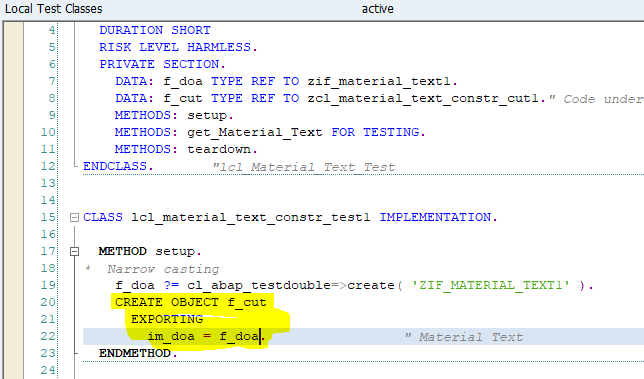 Local Test Classes active
4 DURATION SHORT
5 RISK LEVEL HARMLESS.
6 PRIVATE SECTION.
7 DATA: f_doa TYPE REF TO zif_material_text1.
8 DATA: f_cut TYPE REF TO zcl_material_text_constr_cut1." Code under
9 METHODS: setup.
10 METHODS: get_Material_Text FOR TESTING.
11 METHODS: teardown.
12 ENDCLASS. "lcl_Material_Text_Test
13
14
15 CLASS lcl_material_text_constr_test1 IMPLEMENTATION.
16
17 METHOD setup.
18 * Narrow casting
19 f_doa ?= cl_abap_testdouble=>create( 'ZIF_MATERIAL_TEXT1' ).
20 CREATE OBJECT f_cut
21 EXPORTING
22 im_doa = f_doa. " Material Text
23 ENDMETHOD.
24